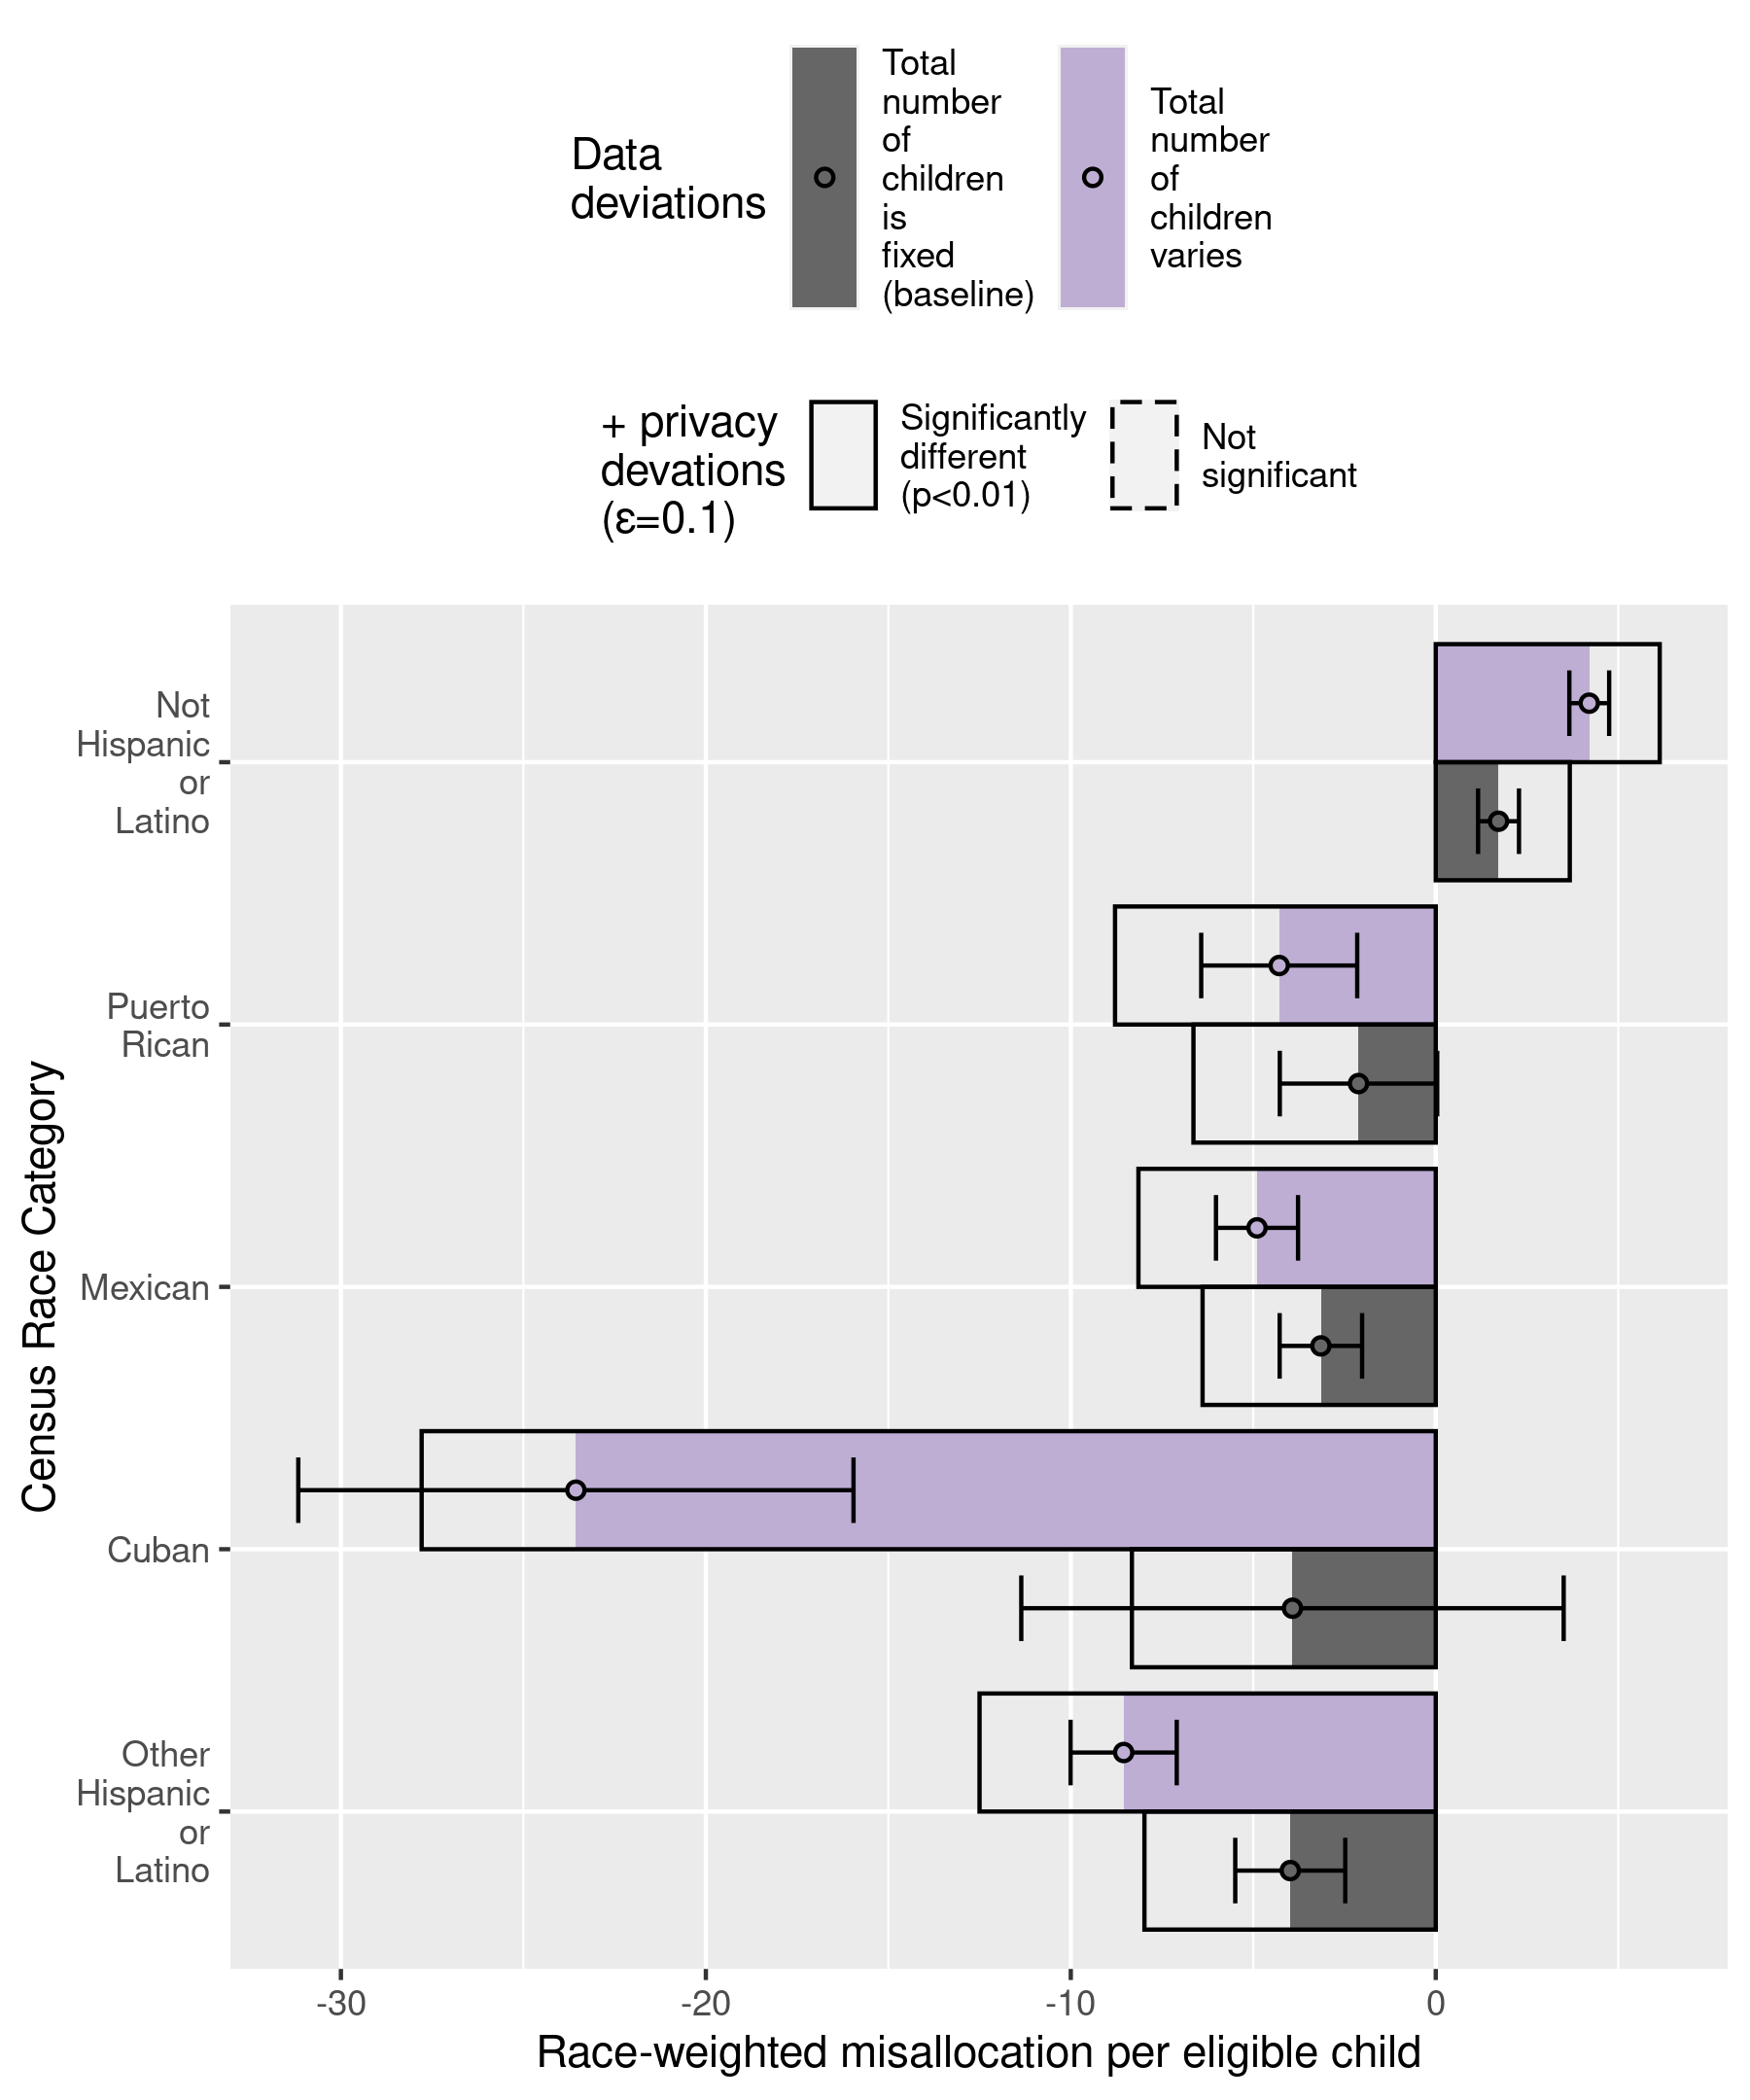 Data
deviations
Total
number
of
children
is
fixed
(baseline)
Total
number
of
children
varies
+ privacy
devations
(ε=0.1)
Significantly
different
(p<0.01)
Not
significant
Census Race Category
Not
Hispanic
or
Latino
Puerto
Rican
Mexican
Cuban
Other
Hispanic
or
Latino
-30
-20
-10
0
Race-weighted misallocation per eligible child